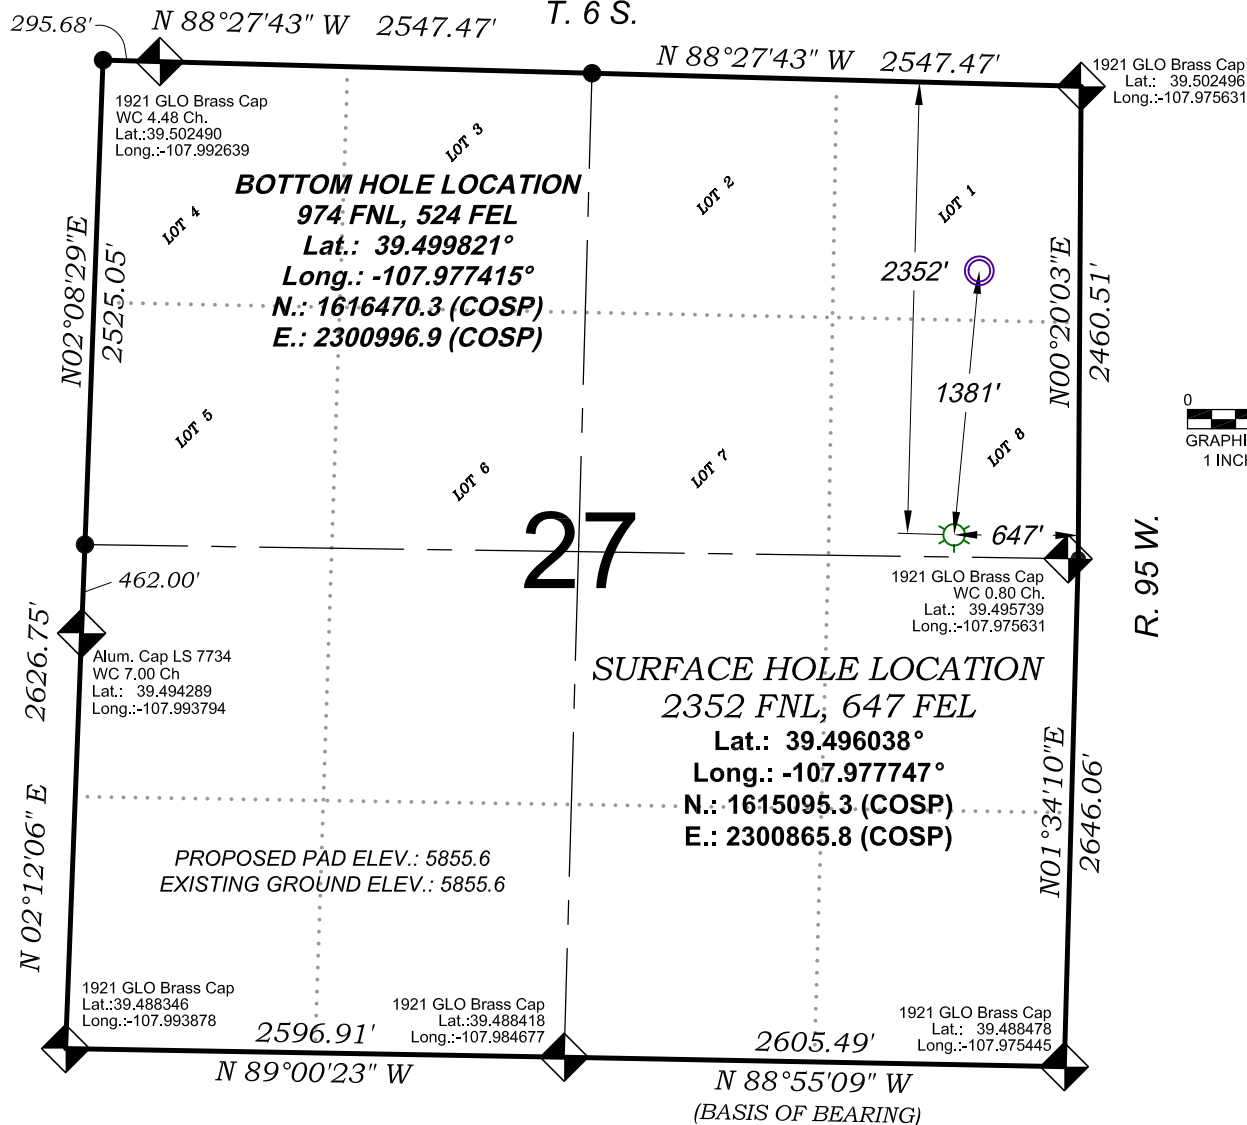 T. 6 S.
295.68'
N 88°27'43" W 2547.47'
N 88°27'43" W 2547.47'
1921 GLO Brass Cap
Lat.: 39.502496
Long.:-107.975631
1921 GLO Brass Cap
WC 4.48 Ch.
Lat.:39.502490
Long.:-107.992639
LOT 3
LOT 2
LOT 1
LOT 4
BOTTOM HOLE LOCATION
974 FNL, 524 FEL
Lat.: 39.499821°
Long.: -107.977415°
N.: 1616470.3 (COSP)
E.: 2300996.9 (COSP)
N02°08'29"E
2525.05'
2352'
1381'
N00°20'03"E
2460.51'
0
GRAPHI
1 INCH
LOT 5
LOT 6
LOT 7
LOT 8
27
647'
R. 95 W.
462.00'
1921 GLO Brass Cap
WC 0.80 Ch.
Lat.: 39.495739
Long.:-107.975631
2626.75'
Alum. Cap LS 7734
WC 7.00 Ch
Lat.: 39.494289
Long.:-107.993794
SURFACE HOLE LOCATION
2352 FNL, 647 FEL
Lat.: 39.496038°
Long.: -107.977747°
N.: 1615095.3 (COSP)
E.: 2300865.8 (COSP)
N01°34'10"E
2646.06'
N 02°12'06" E
PROPOSED PAD ELEV.: 5855.6
EXISTING GROUND ELEV.: 5855.6
1921 GLO Brass Cap
Lat.:39.488346
Long.:-107.993878
1921 GLO Brass Cap
Lat.:39.488418
Long.:-107.984677
1921 GLO Brass Cap
Lat.: 39.488478
Long.:-107.975445
2596.91'
N 89°00'23" W
2605.49'
N 88°55'09" W
(BASIS OF BEARING)